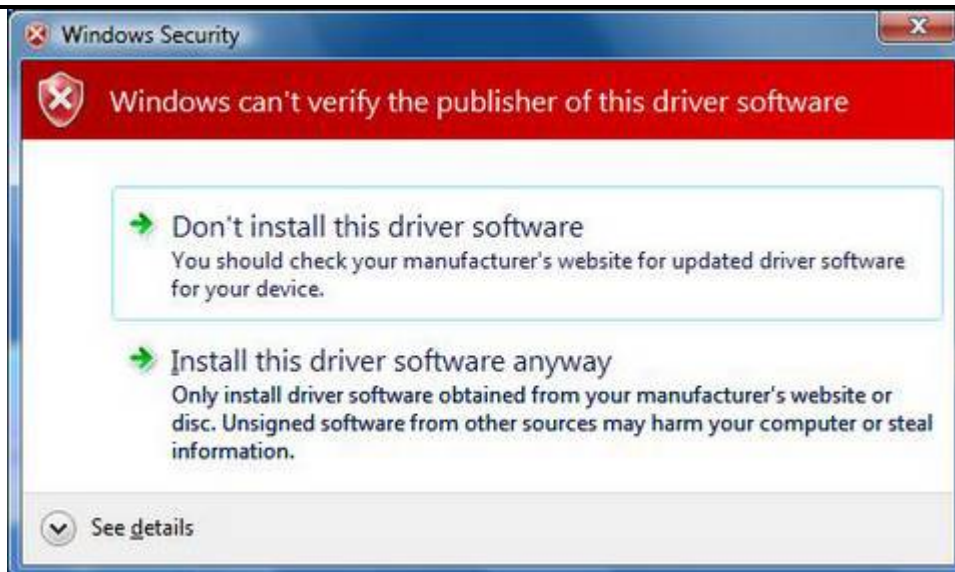 Windows Security
Windows can't verify the publisher of this driver software
Don't install this driver software
You should check your manufacturer's website for updated driver software
for your device.
Install this driver software anyway
Only install driver software obtained from your manufacturer's website or
disc. Unsigned software from other sources may harm your computer or steal
information.
See details